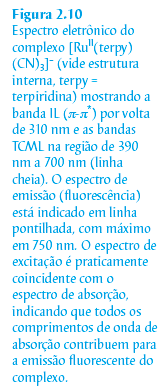 Figura 2.10
Espectro eletrônico do
complexo [Ruᴵᴵ(terpy)
(CN)₃]⁻ (vide estrutura
interna, terpy =
terpiridina) mostrando a
banda IL (π-π*) por volta
de 310 nm e as bandas
TCML na região de 390
nm a 700 nm (linha
cheia). O espectro de
emissão (fluorescência)
está indicado em linha
pontilhada, com máximo
em 750 nm. O espectro de
excitação é praticamente
coincidente com o
espectro de absorção,
indicando que todos os
comprimentos de onda de
absorção contribuem para
a emissão fluorescente do
complexo.